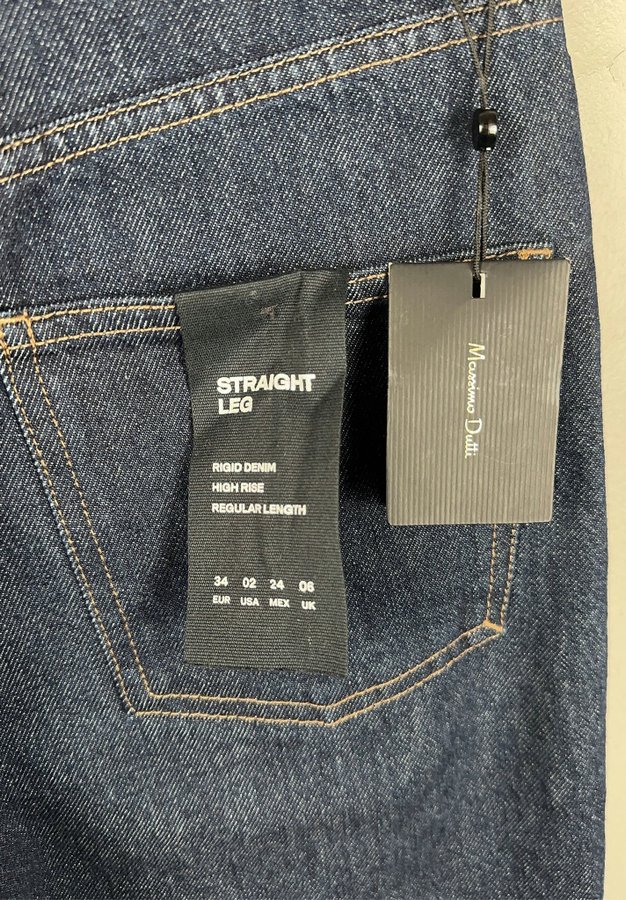 STRAIGHT
LEG
RIGID DENIM
HIGH RISE
REGULAR LENGTH
34 02 24 06
EUR USA MEX UK
Massimo Dutti